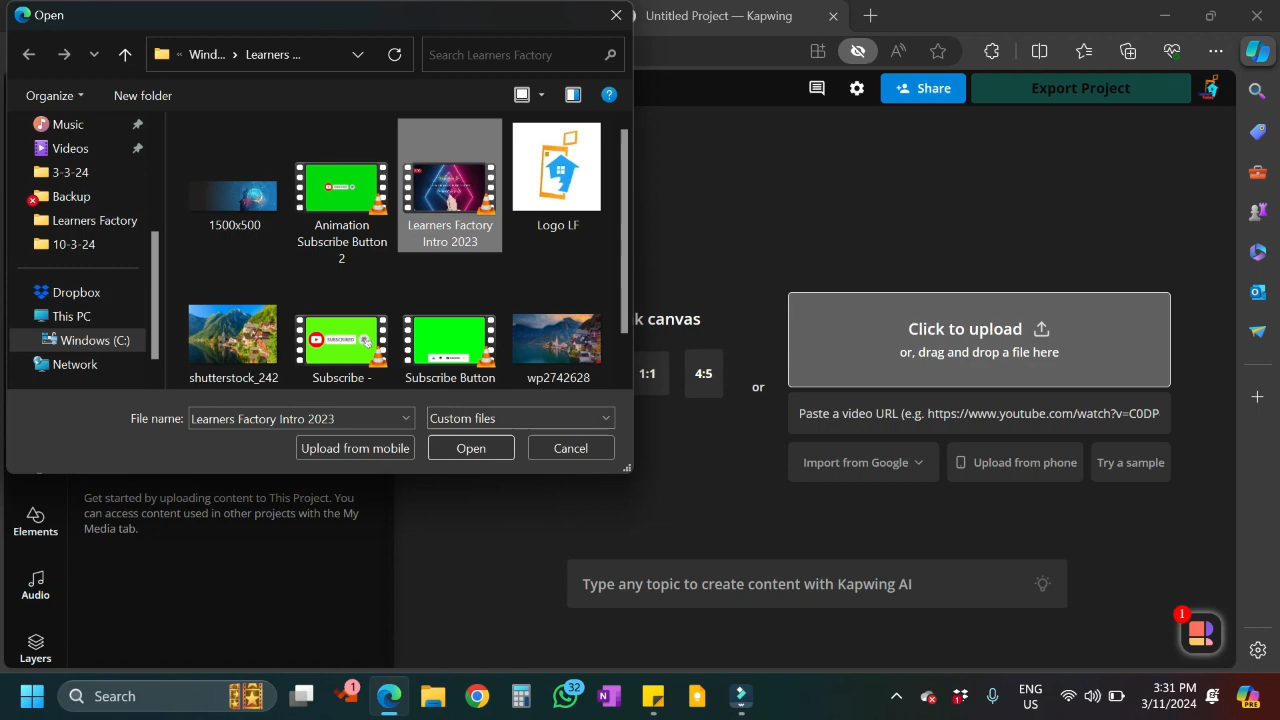 Open
Untitled Project — Kapwing
Wind...
Learners ...
Search Learners Factory
Organize
New folder
Share
Export Project
Music
Videos
3-3-24
Backup
Learners Factory
10-3-24
Dropbox
This PC
Windows (C:)
Network
1500x500
Animation
Subscribe Button
2
Learners Factory
Intro 2023
Logo LF
shutterstock_242
Subscribe -
Subscribe Button
wp2742628
File name:
Learners Factory Intro 2023
Custom files
Upload from mobile
Open
Cancel
k canvas
1:1
4:5
or
Click to upload
or, drag and drop a file here
Paste a video URL (e.g. https://www.youtube.com/watch?v=C0DP
Import from Google
Upload from phone
Try a sample
Get started by uploading content to This Project. You
can access content used in other projects with the My
Media tab.
Elements
Audio
Layers
Type any topic to create content with Kapwing AI
1
Search
1
32
1
ENG
US
3:31 PM
3/11/2024
PRE